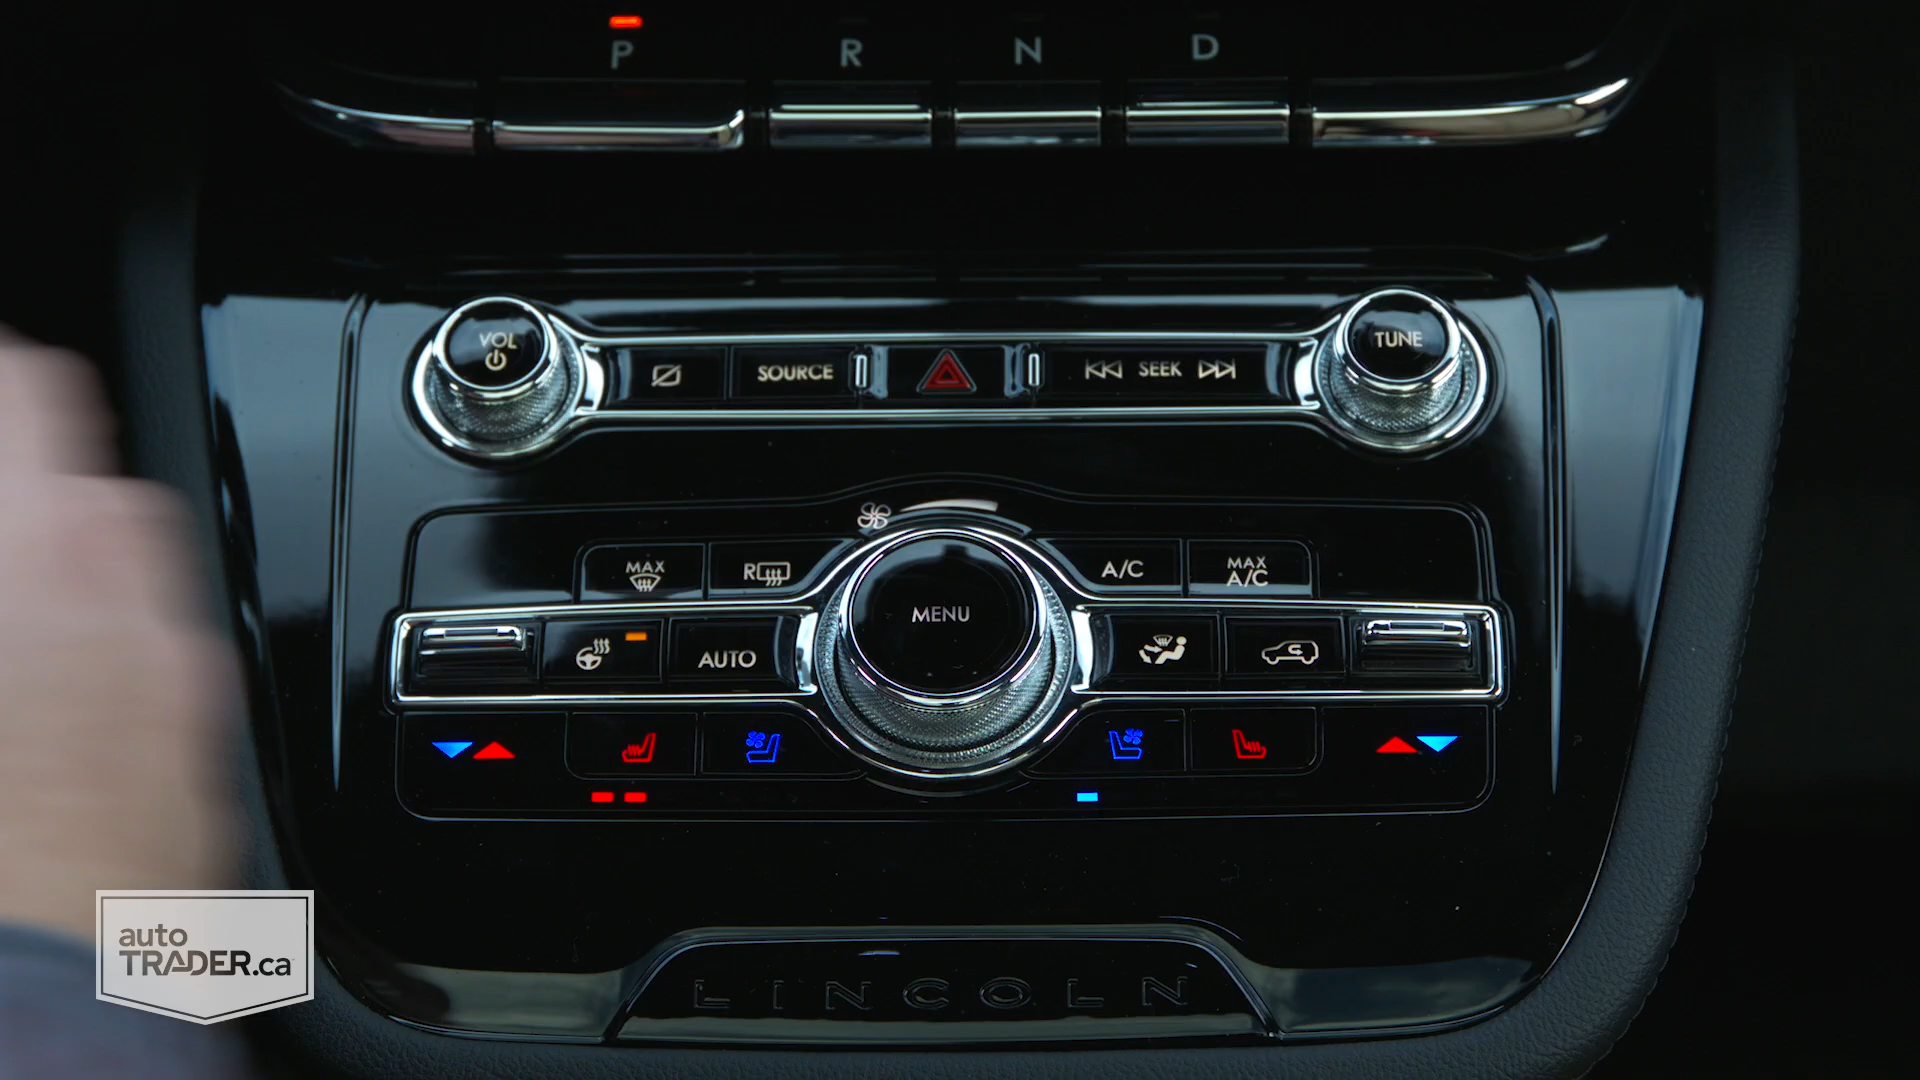 P R N D
VOL
SOURCE
SEEK
TUNE
MAX
R
A/C
MAX
A/C
MENU
AUTO
LINCOLN
auto
TRADER.ca